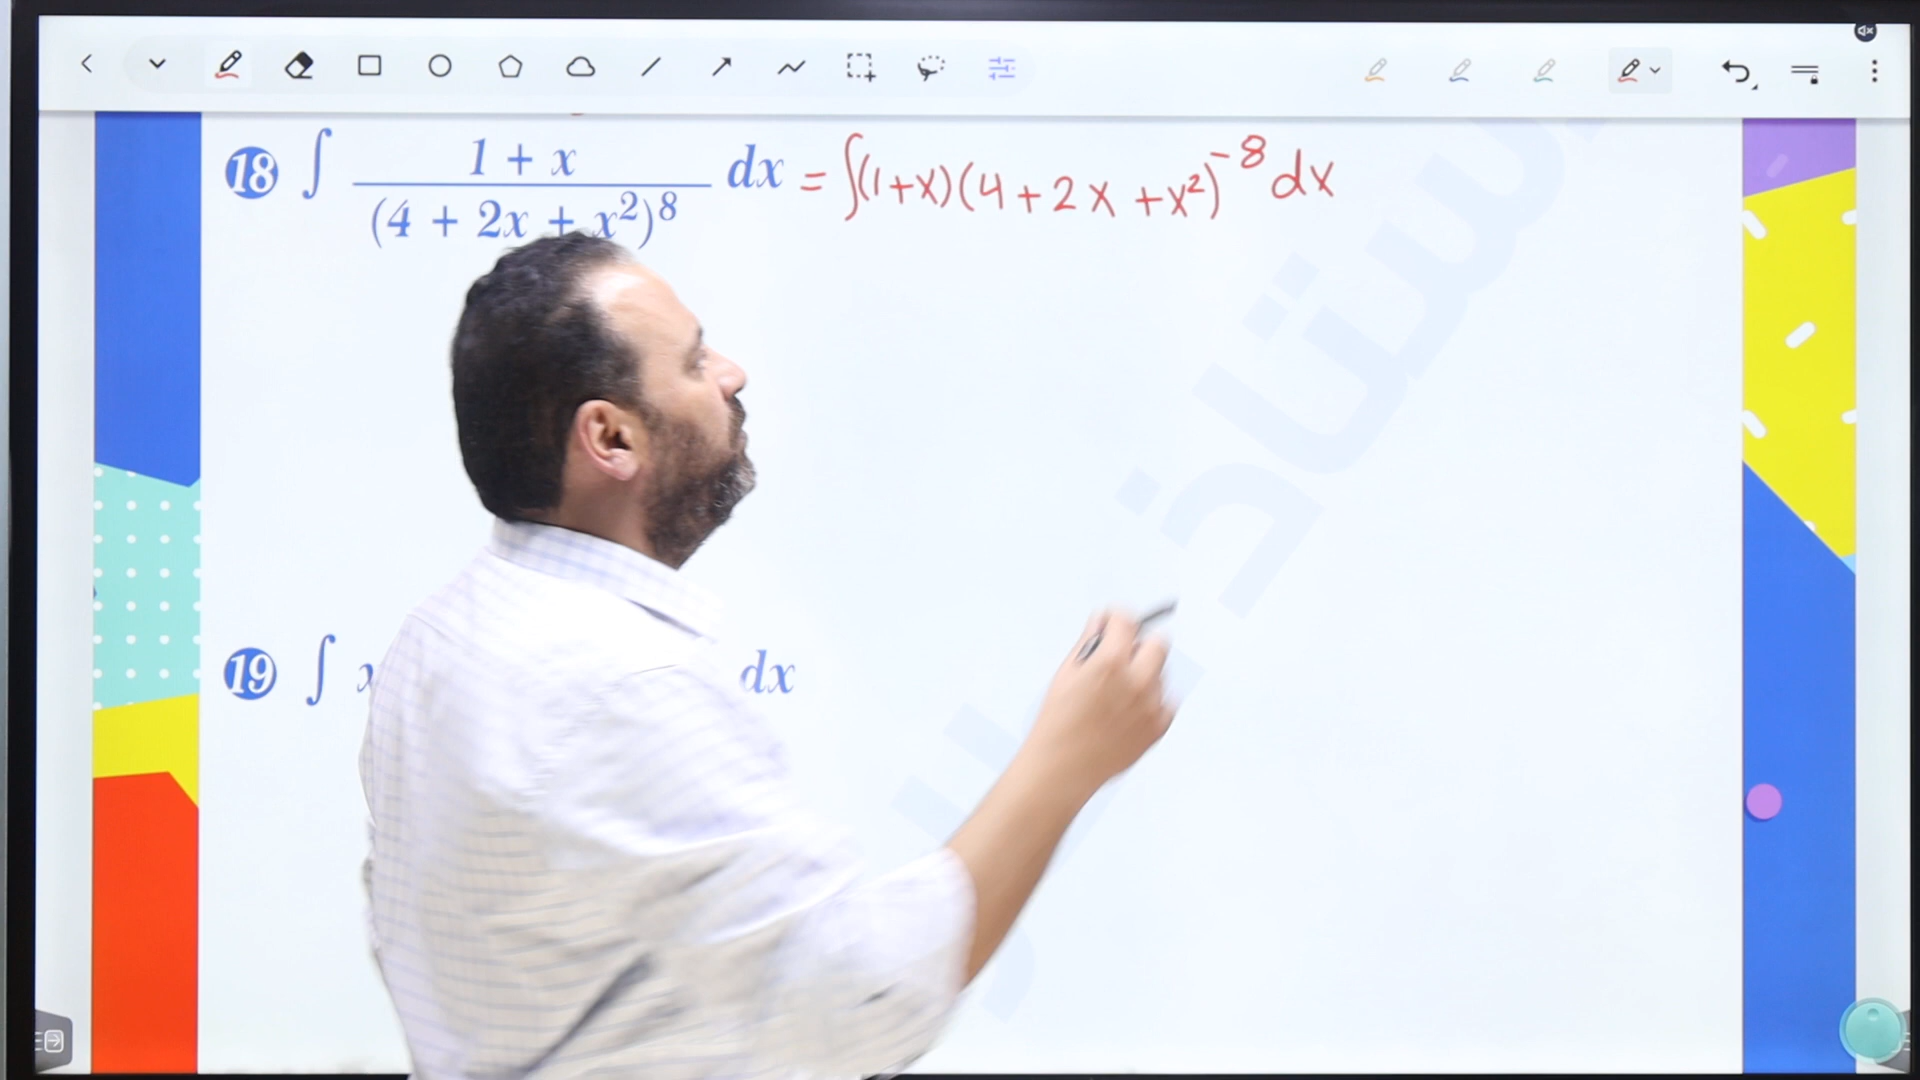 18 ∫ (1 + x)/(4 + 2x + x²)⁸ dx = ∫(1+x)(4+2x+x²)⁻⁸ dx
19 ∫ x dx